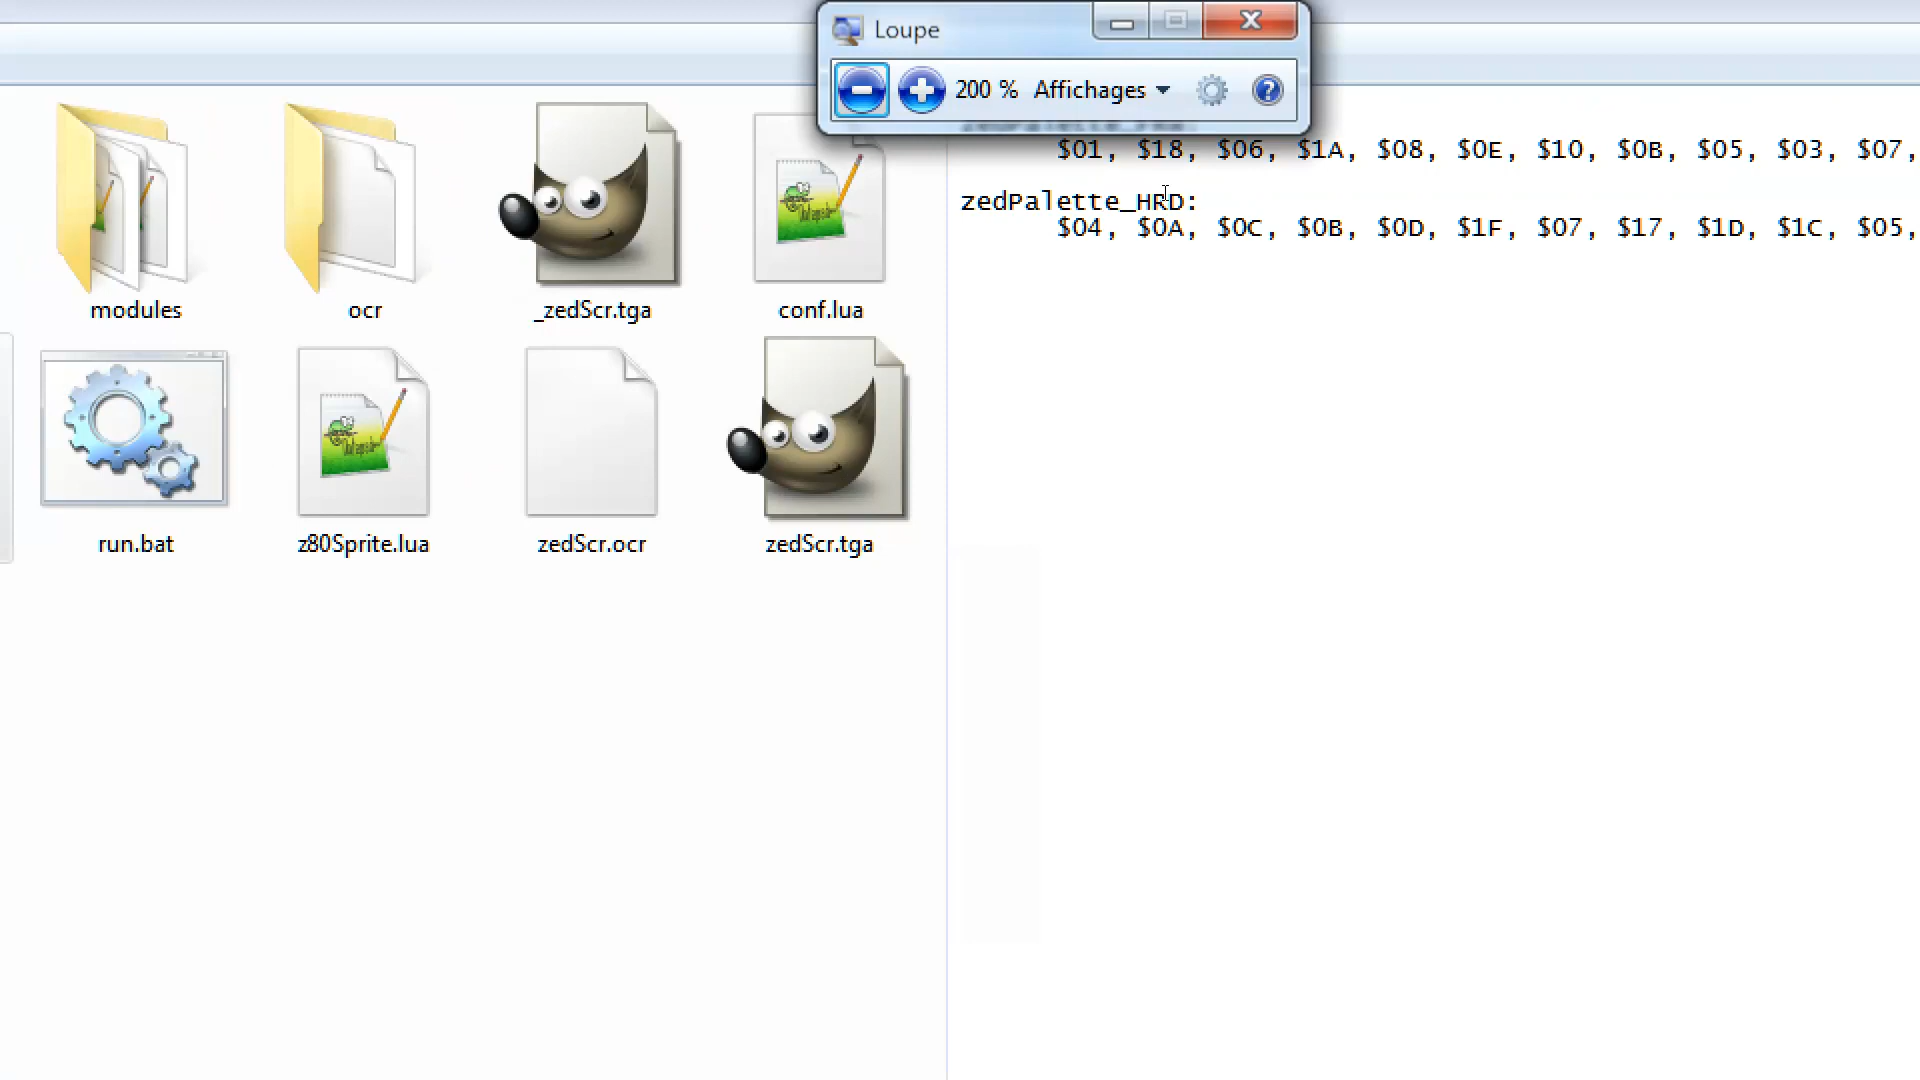 Loupe
200 % Affichages
modules
ocr
_zedScr.tga
conf.lua
run.bat
z80Sprite.lua
zedScr.ocr
zedScr.tga
$01, $18, $06, $1A, $08, $0E, $10, $0B, $05, $03, $07,
zedPalette_HRD:
$04, $0A, $0C, $0B, $0D, $1F, $07, $17, $1D, $1C, $05,